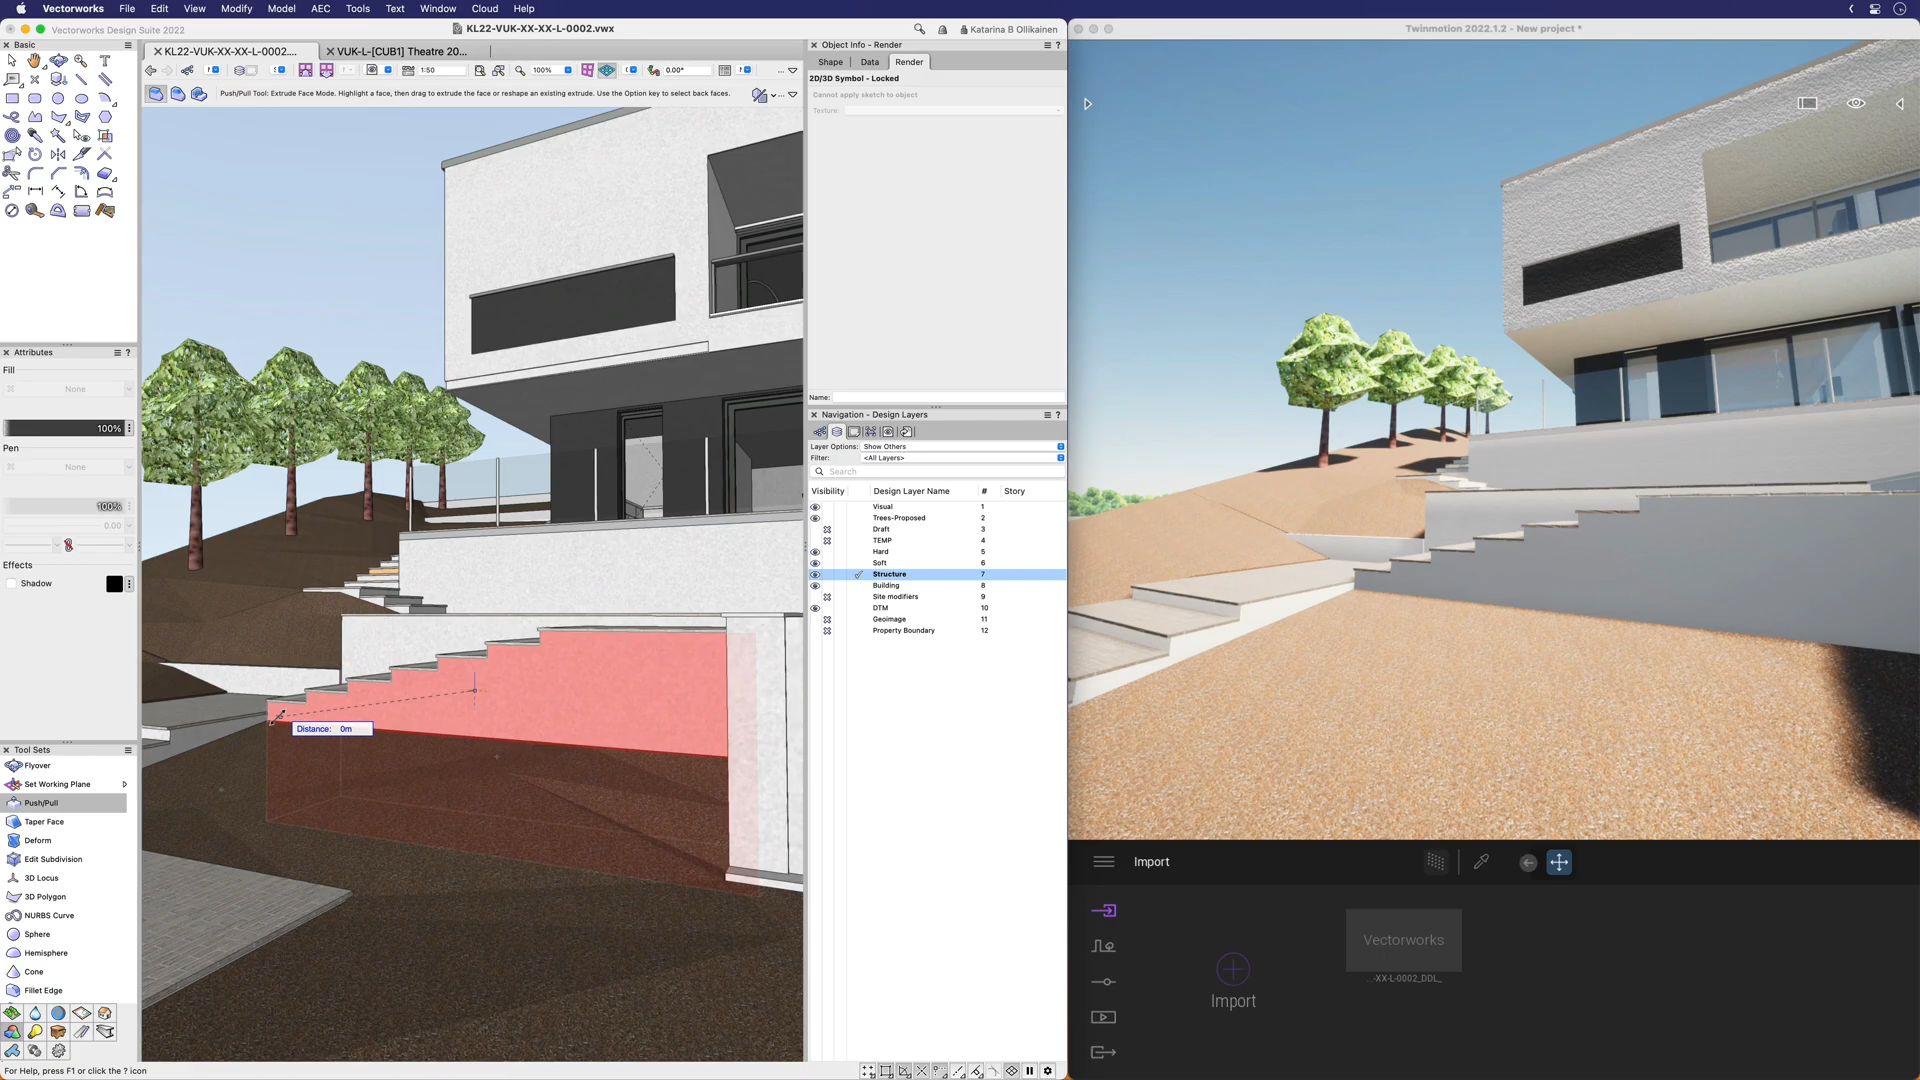 Vectorworks File Edit View Modify Model AEC Tools Text Window Cloud Help
Vectorworks Design Suite 2022
KL22-VUK-XX-XX-L-0002.vwx
Katarina B Ollikainen
Twinmotion 2022.1.2 - New project *
Basic
KL22-VUK-XX-XX-L-0002....
VUK-L-[CUB1] Theatre 20...
1:50
100%
0.00°
Push/Pull Tool: Extrude Face Mode. Highlight a face, then drag to extrude the face or reshape an existing extrude. Use the Option key to select back faces.
Object Info - Render
Shape Data Render
2D/3D Symbol - Locked
Cannot apply sketch to object
Texture:
Name:
Attributes
Fill
None
100%
Pen
None
100%
0.00
Effects
Shadow
Tool Sets
Flyover
Set Working Plane
Push/Pull
Taper Face
Deform
Edit Subdivision
3D Locus
3D Polygon
NURBS Curve
Sphere
Hemisphere
Cone
Fillet Edge
For Help, press F1 or click the ? icon
Distance: 0m
Navigation - Design Layers
Layer Options: Show Others
Filter: <All Layers>
Search
Visibility Design Layer Name # Story
Visual 1
Trees-Proposed 2
Draft 3
TEMP 4
Hard 5
Soft 6
Structure 7
Building 8
Site modifiers 9
DTM 10
Geoimage 11
Property Boundary 12
Import
Vectorworks
...-XX-L-0002_DDL_
Import